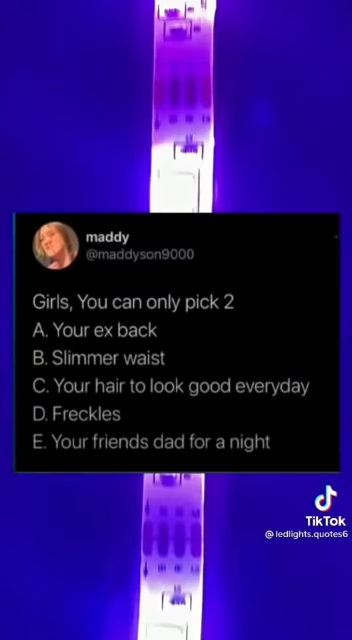 maddy
@maddyson9000
Girls, You can only pick 2
A. Your ex back
B. Slimmer waist
C. Your hair to look good everyday
D. Freckles
E. Your friends dad for a night
TikTok
@ledlights.quotes6